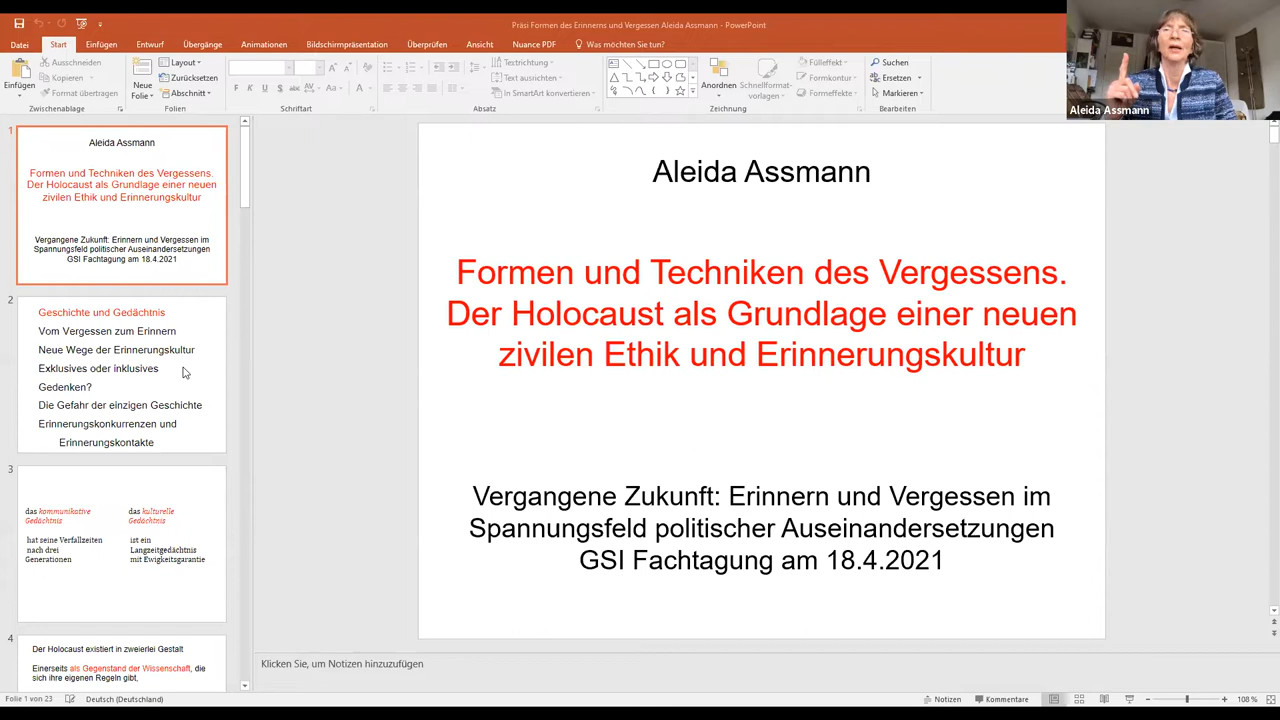 Präsi Formen des Erinnerns und Vergessen Aleida Assmann - PowerPoint
Datei Start Einfügen Entwurf Übergänge Animationen Bildschirmpräsentation Überprüfen Ansicht Nuance PDF Was möchten Sie tun?
Einfügen
Ausschneiden
Kopieren
Format übertragen
Zwischenablage
Neue Folie
Layout
Zurücksetzen
Abschnitt
Folien
F K U S
Schriftart
Textrichtung
Text ausrichten
In SmartArt konvertieren
Absatz
Anordnen
Schnellformat-
vorlagen
Fülleffekt
Formkontur
Formeffekte
Zeichnung
Suchen
Ersetzen
Markieren
Bearbeiten
Aleida Assmann
1
Aleida Assmann
Formen und Techniken des Vergessens.
Der Holocaust als Grundlage einer neuen
zivilen Ethik und Erinnerungskultur
Vergangene Zukunft: Erinnern und Vergessen im
Spannungsfeld politischer Auseinandersetzungen
GSI Fachtagung am 18.4.2021
2
Geschichte und Gedächtnis
Vom Vergessen zum Erinnern
Neue Wege der Erinnerungskultur
Exklusives oder inklusives
Gedenken?
Die Gefahr der einzigen Geschichte
Erinnerungskonkurrenzen und
Erinnerungskontakte
3
das kommunikative
Gedächtnis
hat seine Verfallzeiten
nach drei
Generationen
das kulturelle
Gedächtnis
ist ein
Langzeitgedächtnis
mit Ewigkeitsgarantie
4
Der Holocaust existiert in zweierlei Gestalt
Einerseits als Gegenstand der Wissenschaft, die
sich ihre eigenen Regeln gibt,
Aleida Assmann
Formen und Techniken des Vergessens.
Der Holocaust als Grundlage einer neuen
zivilen Ethik und Erinnerungskultur
Vergangene Zukunft: Erinnern und Vergessen im
Spannungsfeld politischer Auseinandersetzungen
GSI Fachtagung am 18.4.2021
Klicken Sie, um Notizen hinzuzufügen
Folie 1 von 23 Deutsch (Deutschland) Notizen Kommentare 108 %